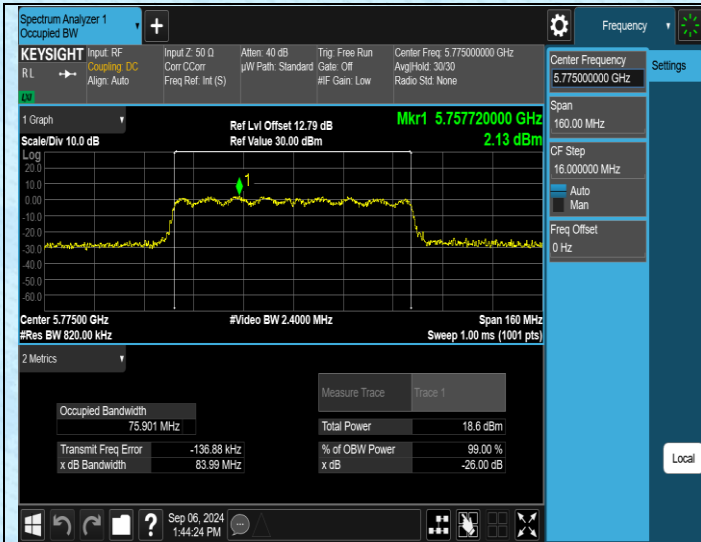 Spectrum Analyzer 1
Occupied BW
+
Frequency
KEYSIGHT
RL
LU
Input: RF
Coupling: DC
Align: Auto
Input Z: 50 Ω
Corr CCorr
Freq Ref: Int (S)
Atten: 40 dB
µW Path: Standard
Trig: Free Run
Gate: Off
#IF Gain: Low
Center Freq: 5.775000000 GHz
Avg|Hold: 30/30
Radio Std: None
Center Frequency
5.775000000 GHz
Settings
Span
160.00 MHz
CF Step
16.000000 MHz
Auto
Man
Freq Offset
0 Hz
Local
1 Graph
Scale/Div 10.0 dB
Ref Lvl Offset 12.79 dB
Ref Value 30.00 dBm
Mkr1 5.757720000 GHz
2.13 dBm
Log
20.0
10.0
0.00
-10.0
-20.0
-30.0
-40.0
-50.0
-60.0
1
Center 5.77500 GHz
#Res BW 820.00 kHz
#Video BW 2.4000 MHz
Span 160 MHz
Sweep 1.00 ms (1001 pts)
2 Metrics
Measure Trace
Trace 1
Occupied Bandwidth
75.901 MHz
Total Power
18.6 dBm
Transmit Freq Error
-136.88 kHz
% of OBW Power
99.00 %
x dB Bandwidth
83.99 MHz
x dB
-26.00 dB
?
Sep 06, 2024
1:44:24 PM